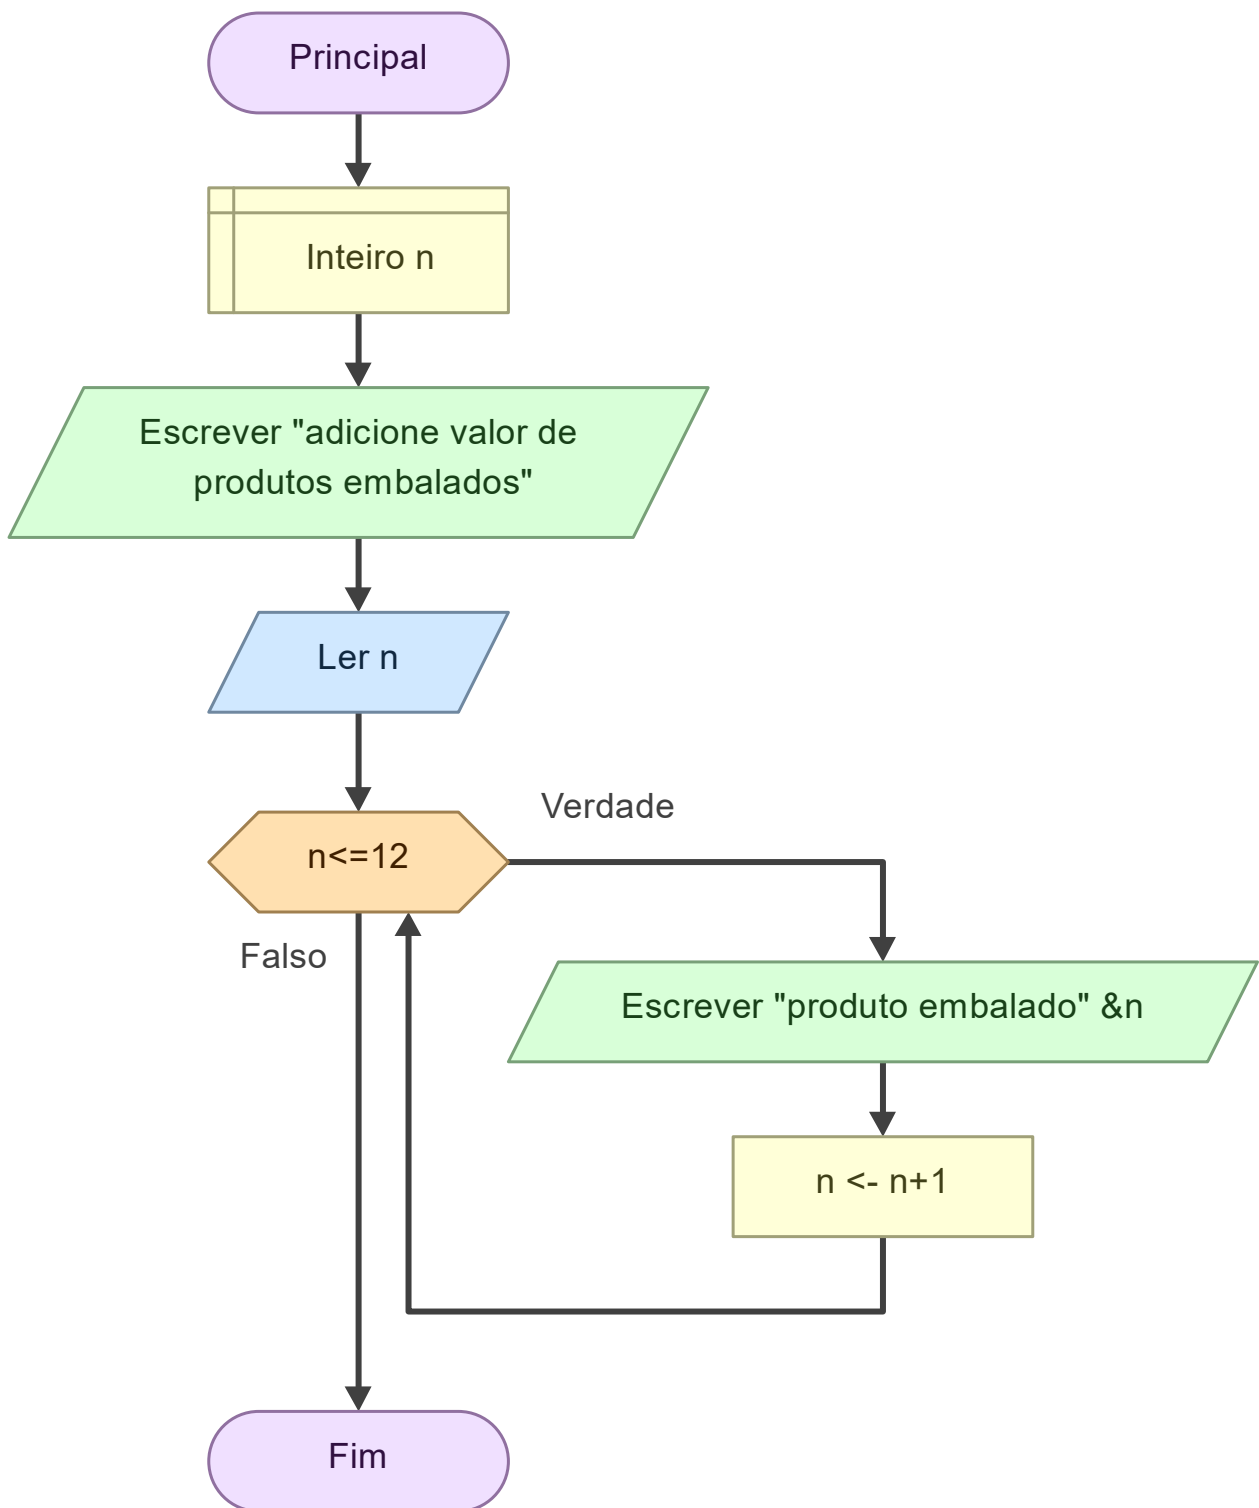 Principal
Inteiro n
Escrever "adicione valor de
produtos embalados"
Ler n
Verdade
n<=12
Falso
Escrever "produto embalado" &n
n <- n+1
Fim